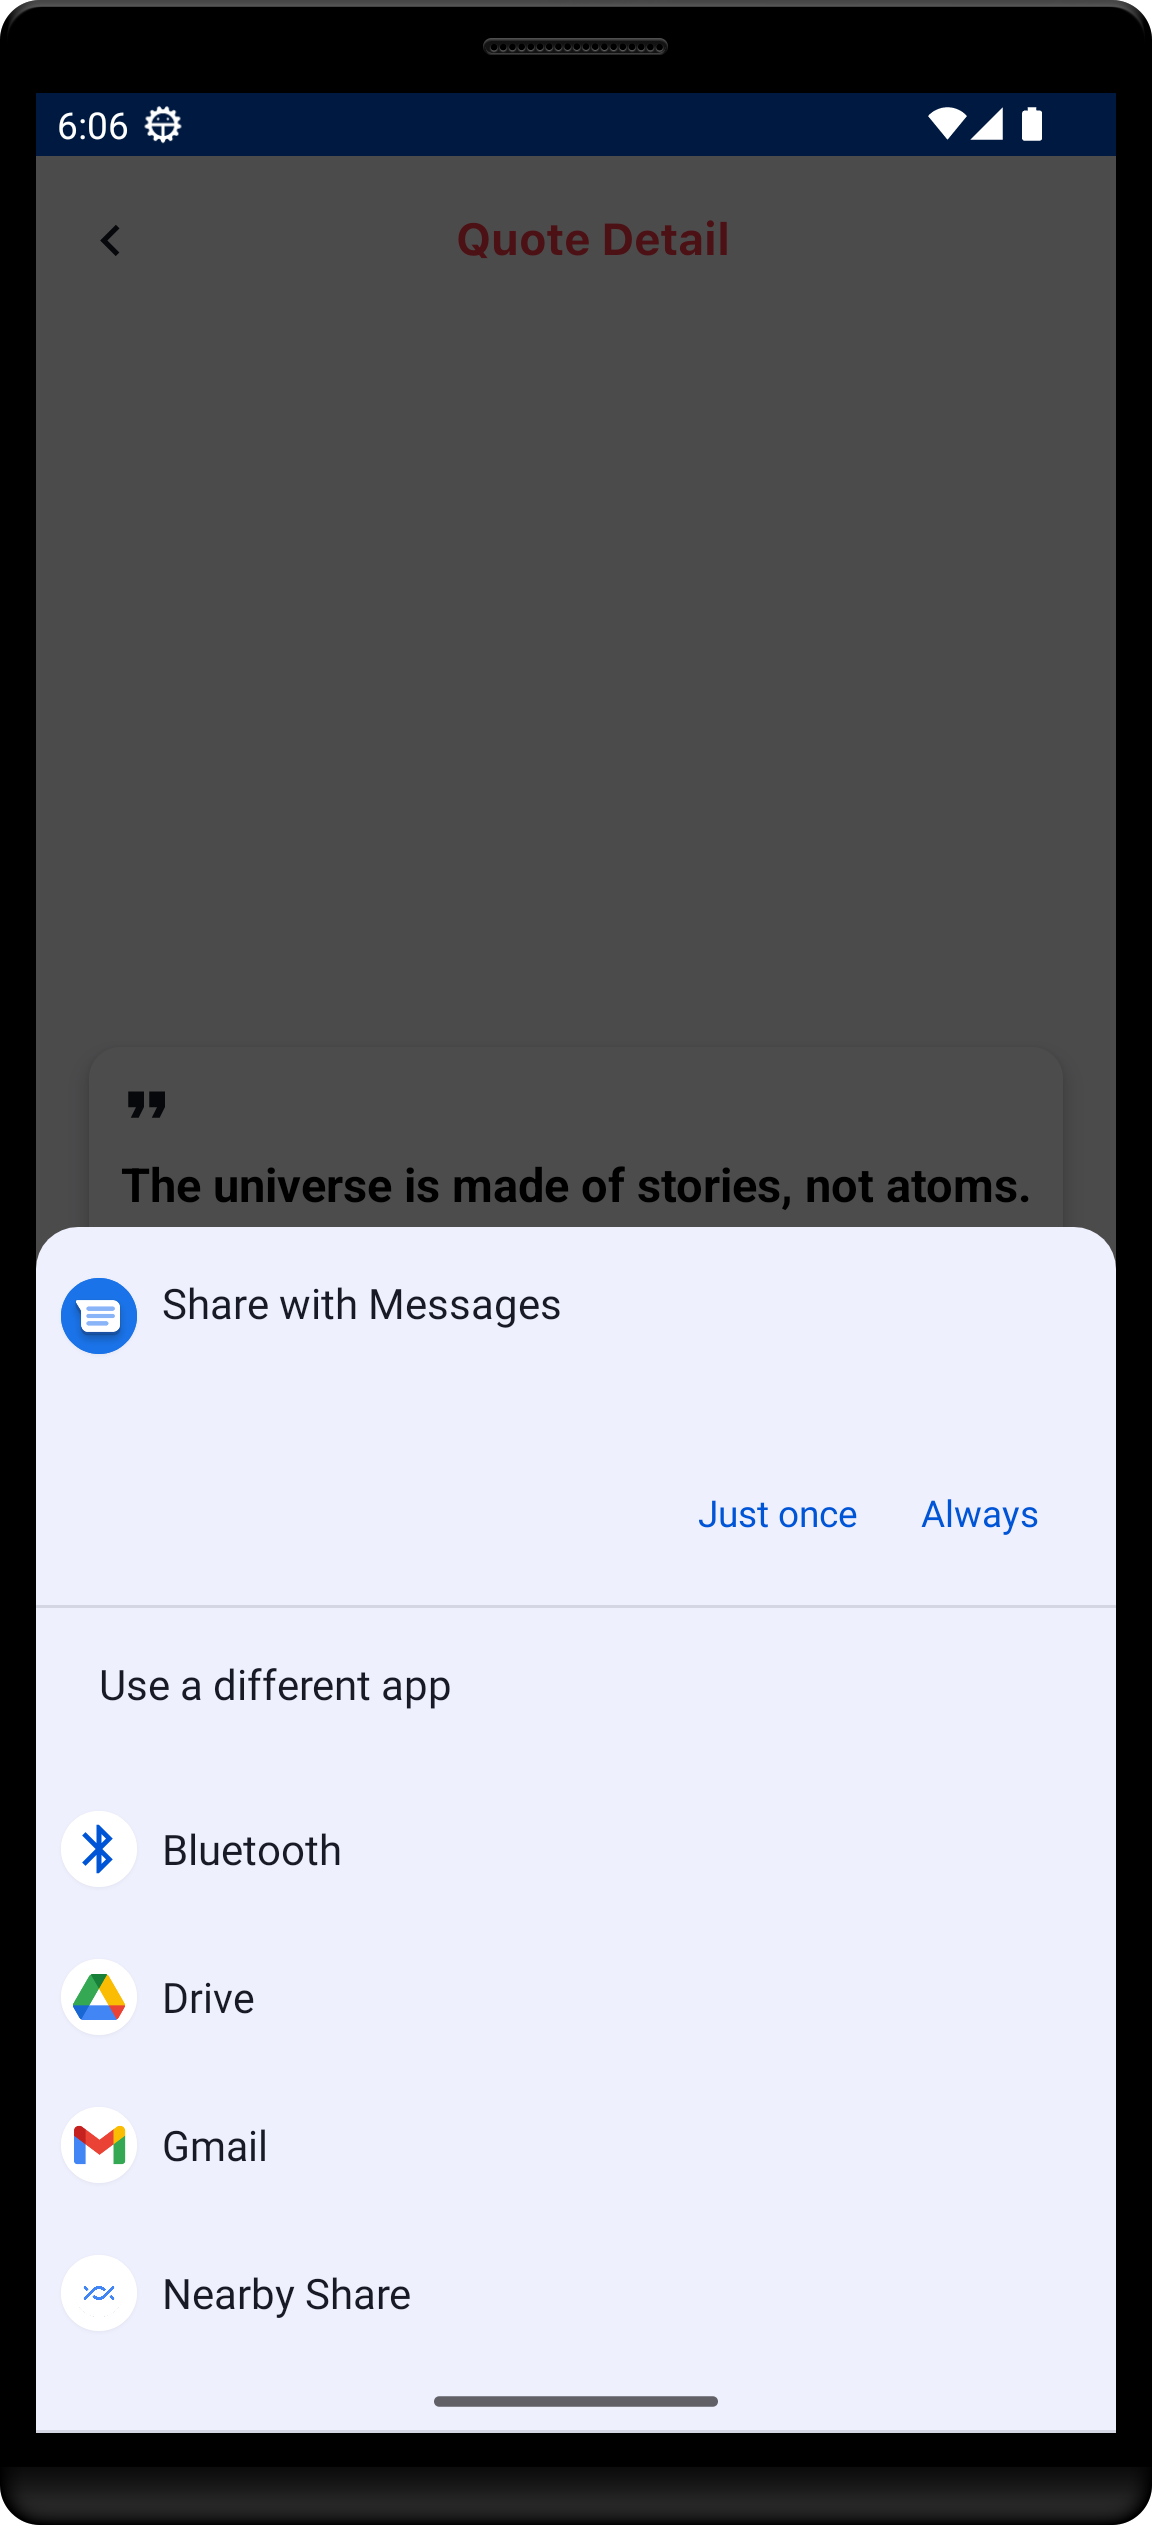 6:06
Quote Detail
The universe is made of stories, not atoms.
Share with Messages
Just once Always
Use a different app
Bluetooth
Drive
Gmail
Nearby Share